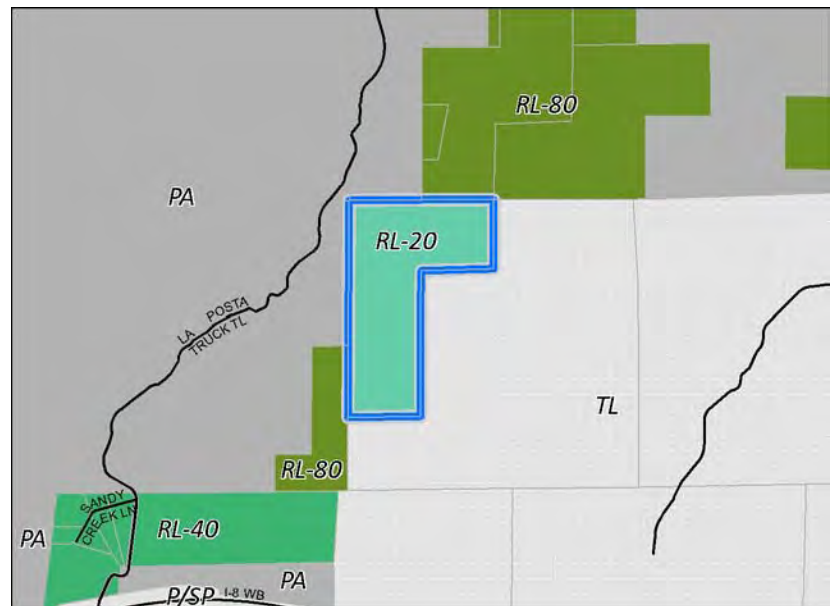 RL-80
PA
RL-20
LA POSTA
TRUCK TL
TL
RL-80
SANDY
CREEK LN
RL-40
PA
PA
P/SP
I-8 WB